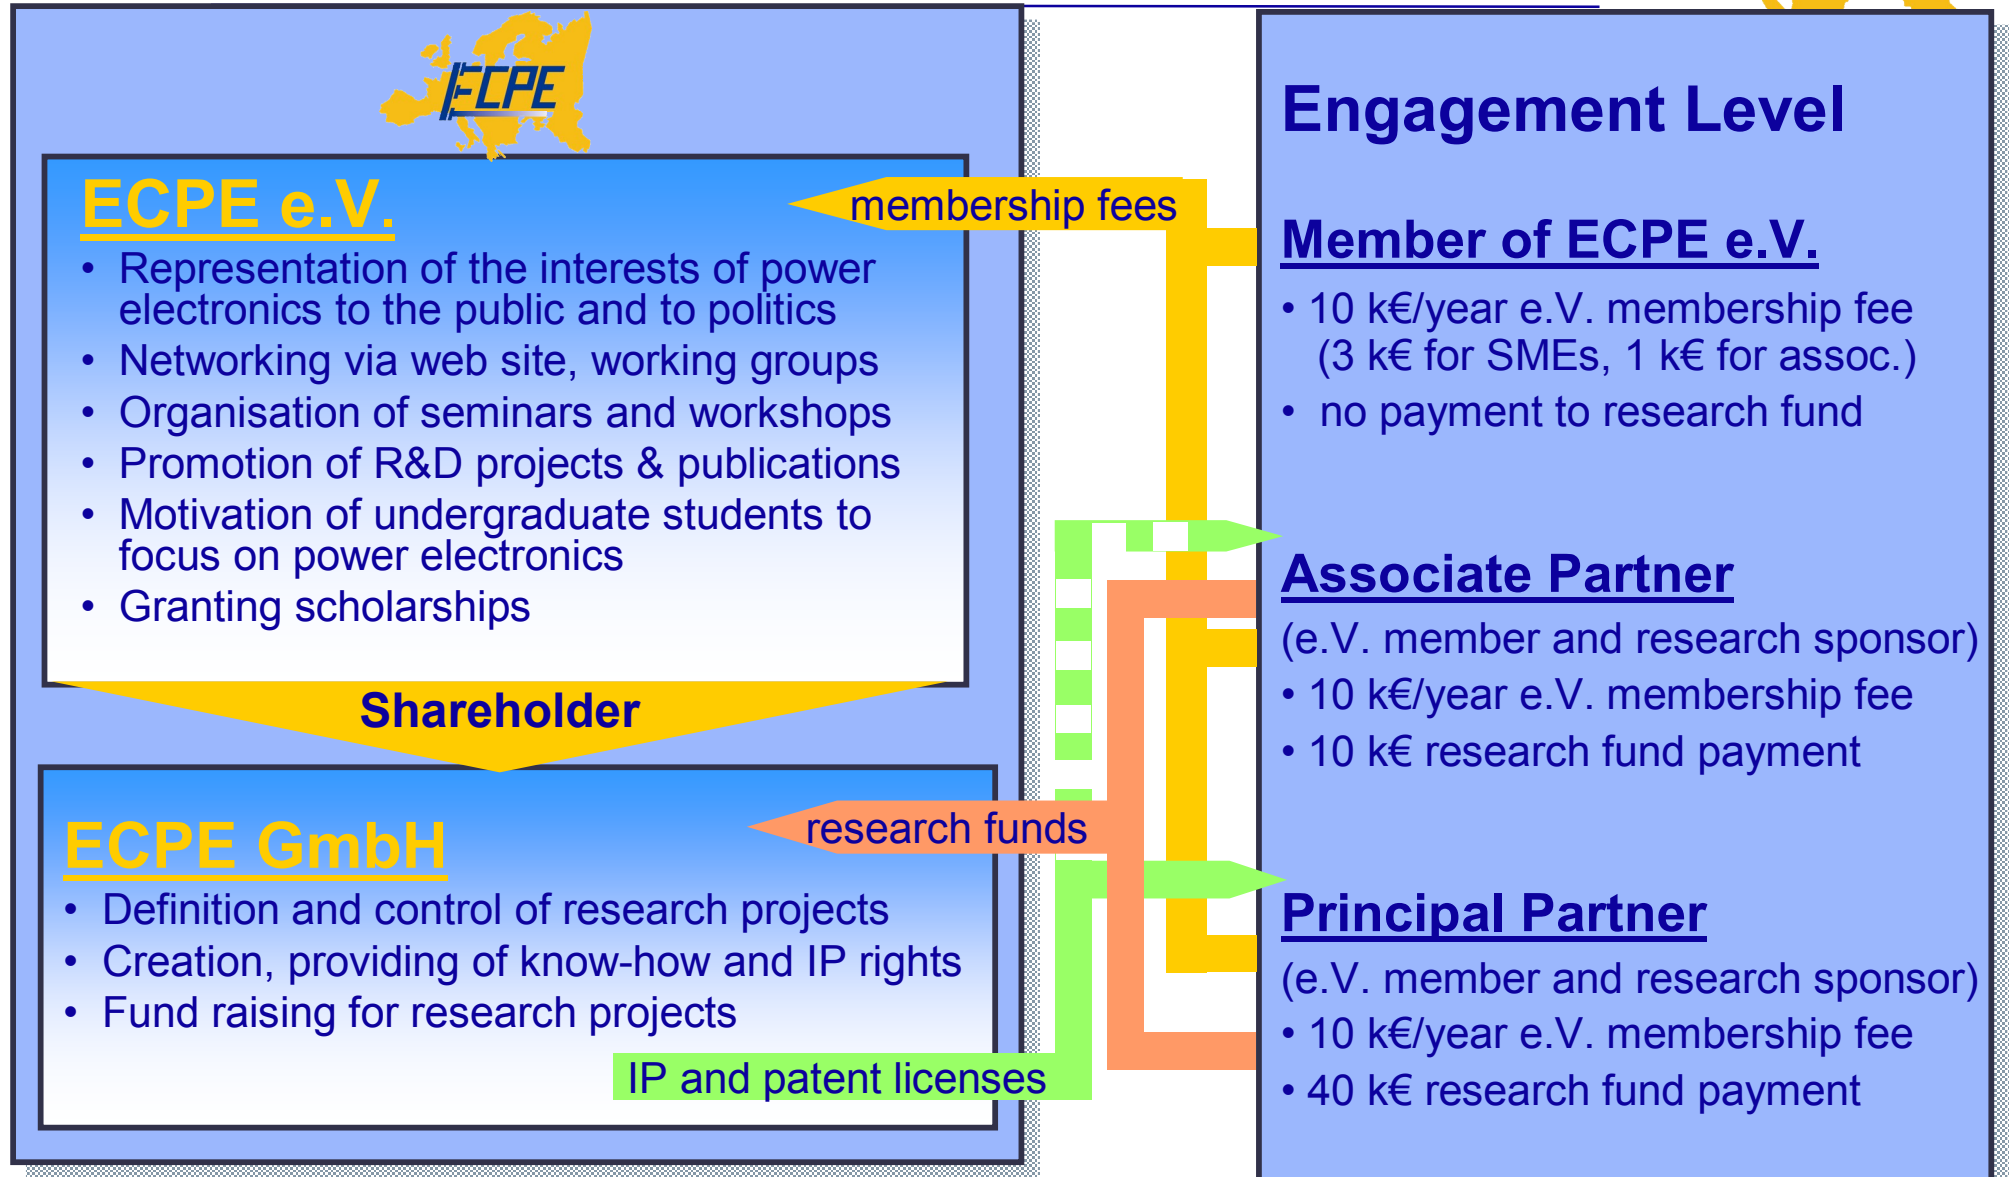 ECPE
ECPE e.V.
• Representation of the interests of power
electronics to the public and to politics
• Networking via web site, working groups
• Organisation of seminars and workshops
• Promotion of R&D projects & publications
• Motivation of undergraduate students to
focus on power electronics
• Granting scholarships
Shareholder
ECPE GmbH
• Definition and control of research projects
• Creation, providing of know-how and IP rights
• Fund raising for research projects
membership fees
research funds
IP and patent licenses
Engagement Level
Member of ECPE e.V.
• 10 k€/year e.V. membership fee
(3 k€ for SMEs, 1 k€ for assoc.)
• no payment to research fund
Associate Partner
(e.V. member and research sponsor)
• 10 k€/year e.V. membership fee
• 10 k€ research fund payment
Principal Partner
(e.V. member and research sponsor)
• 10 k€/year e.V. membership fee
• 40 k€ research fund payment